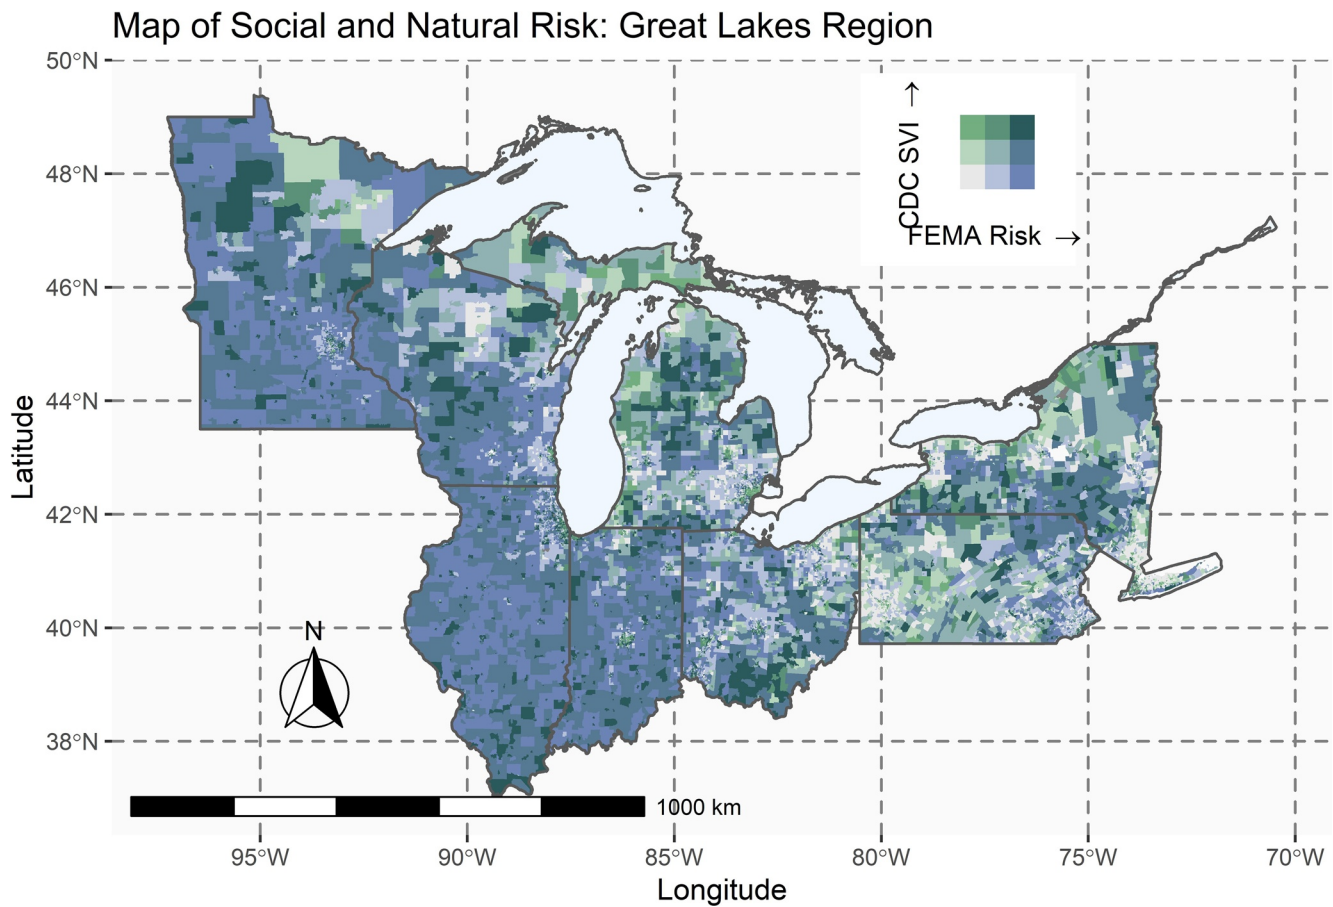 Map of Social and Natural Risk: Great Lakes Region
50°N
48°N
46°N
44°N
42°N
40°N
38°N
Latitude
CDC SVI →
FEMA Risk →
N
1000 km
95°W
90°W
85°W
80°W
75°W
70°W
Longitude